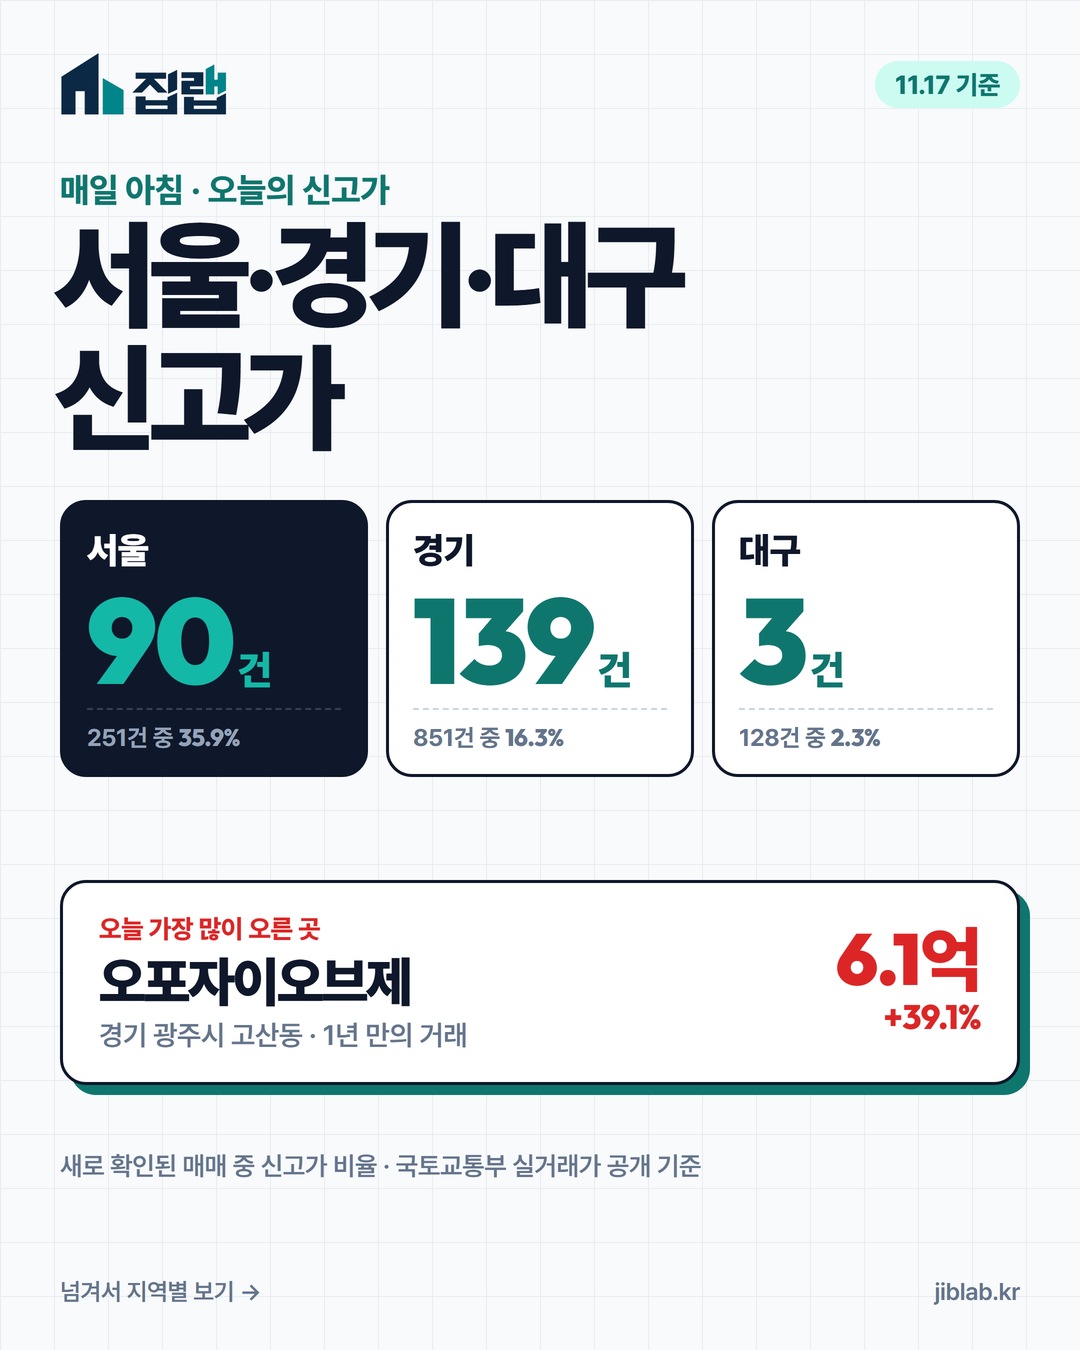 집랩
11.17 기준
매일 아침 · 오늘의 신고가
서울·경기·대구
신고가
서울
90건
251건 중 35.9%
경기
139건
851건 중 16.3%
대구
3건
128건 중 2.3%
오늘 가장 많이 오른 곳
오포자이오브제
경기 광주시 고산동 · 1년 만의 거래
6.1억
+39.1%
새로 확인된 매매 중 신고가 비율 · 국토교통부 실거래가 공개 기준
넘겨서 지역별 보기 →
jiblab.kr